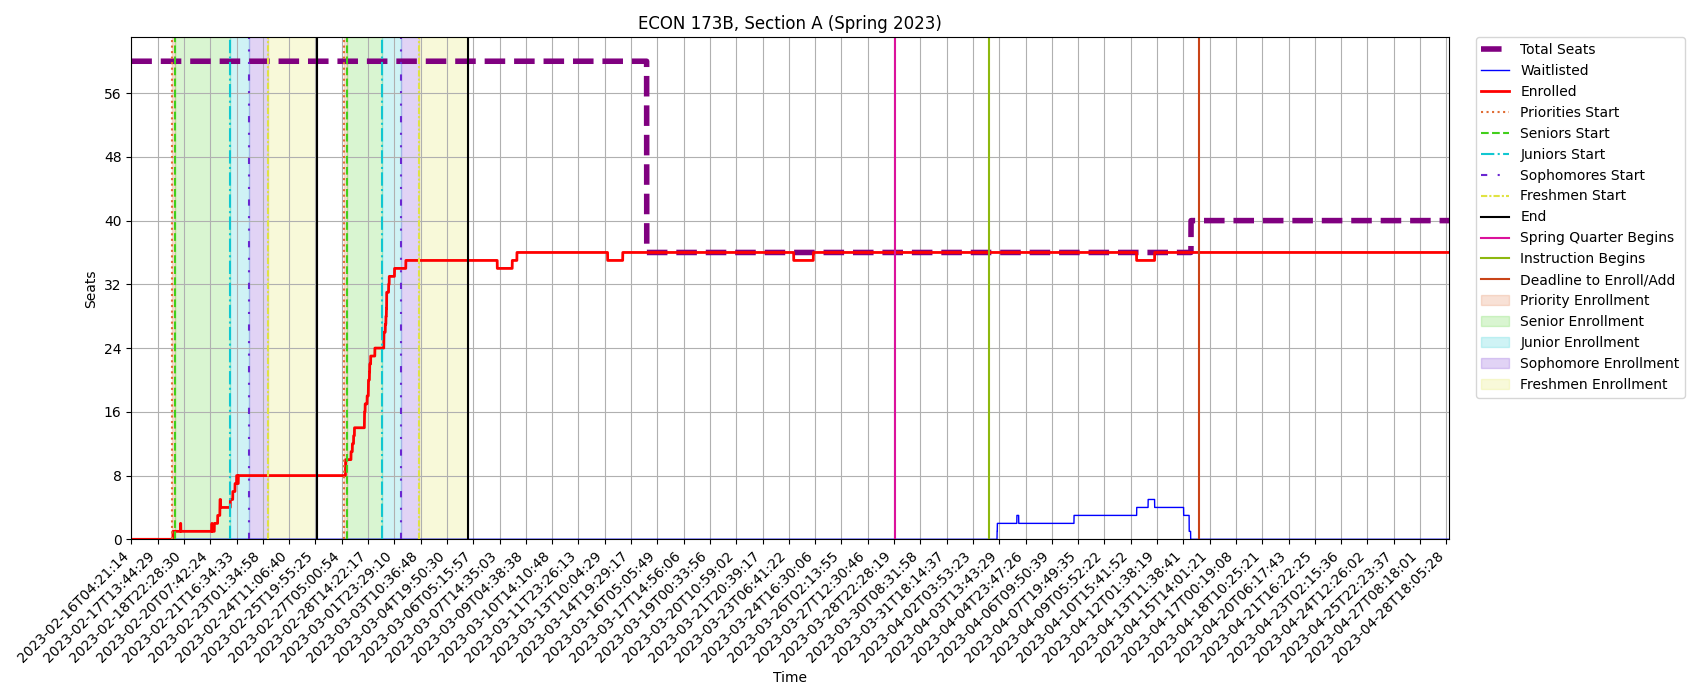 ECON 173B, Section A (Spring 2023)
Total Seats
Waitlisted
Enrolled
Priorities Start
Seniors Start
Juniors Start
Sophomores Start
Freshmen Start
End
Spring Quarter Begins
Instruction Begins
Deadline to Enroll/Add
Priority Enrollment
Senior Enrollment
Junior Enrollment
Sophomore Enrollment
Freshmen Enrollment
Seats
56
48
40
32
24
16
8
0
2023-02-16T04:21:14
2023-02-17T13:44:29
2023-02-18T22:28:30
2023-02-20T07:42:24
2023-02-21T16:34:33
2023-02-23T01:34:58
2023-02-24T11:06:40
2023-02-25T19:55:25
2023-02-27T05:00:54
2023-02-28T14:22:17
2023-03-01T23:29:10
2023-03-03T10:36:48
2023-03-04T19:50:30
2023-03-06T05:15:57
2023-03-07T14:35:03
2023-03-09T04:38:38
2023-03-10T14:10:48
2023-03-11T23:26:13
2023-03-13T10:04:29
2023-03-14T19:29:17
2023-03-16T05:05:49
2023-03-17T14:56:06
2023-03-19T00:33:56
2023-03-20T10:59:02
2023-03-21T20:39:17
2023-03-23T06:41:22
2023-03-24T16:30:06
2023-03-26T02:13:55
2023-03-27T12:30:46
2023-03-28T22:28:19
2023-03-30T08:31:58
2023-03-31T18:14:37
2023-04-02T03:53:23
2023-04-03T13:43:29
2023-04-04T23:47:26
2023-04-06T09:50:39
2023-04-07T19:49:35
2023-04-09T05:52:22
2023-04-10T15:41:52
2023-04-12T01:38:19
2023-04-13T11:38:41
2023-04-15T14:01:21
2023-04-17T00:19:08
2023-04-18T10:25:21
2023-04-20T06:17:43
2023-04-21T16:22:25
2023-04-23T02:15:36
2023-04-24T12:26:02
2023-04-25T22:23:37
2023-04-27T08:18:01
2023-04-28T18:05:28
Time